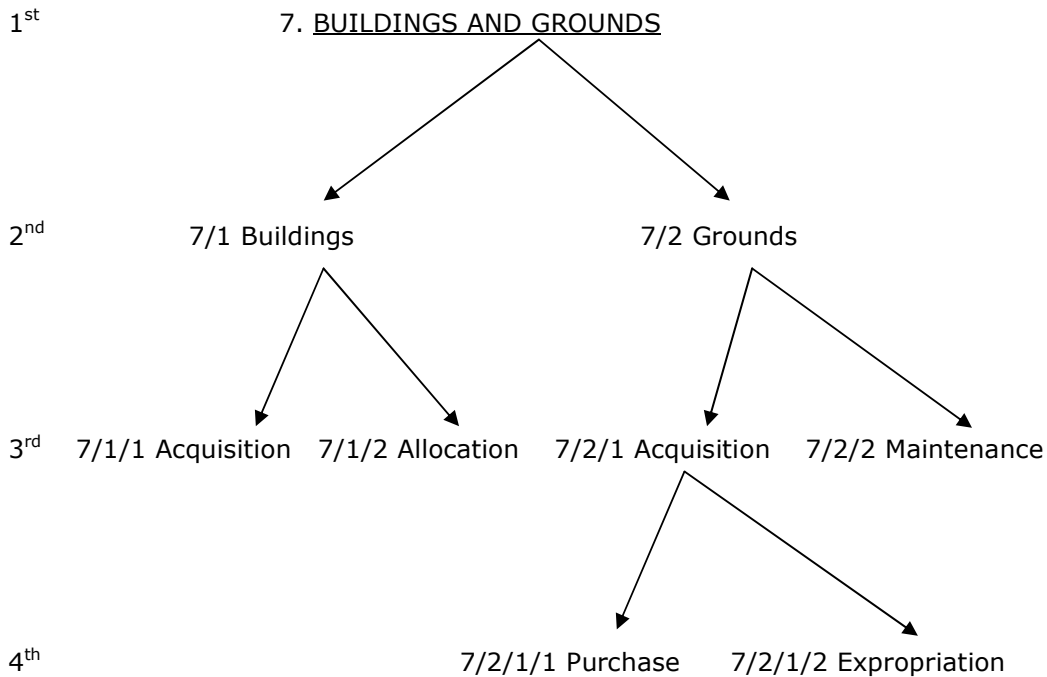 1st 7. BUILDINGS AND GROUNDS
2nd 7/1 Buildings 7/2 Grounds
3rd 7/1/1 Acquisition 7/1/2 Allocation 7/2/1 Acquisition 7/2/2 Maintenance
4th 7/2/1/1 Purchase 7/2/1/2 Expropriation